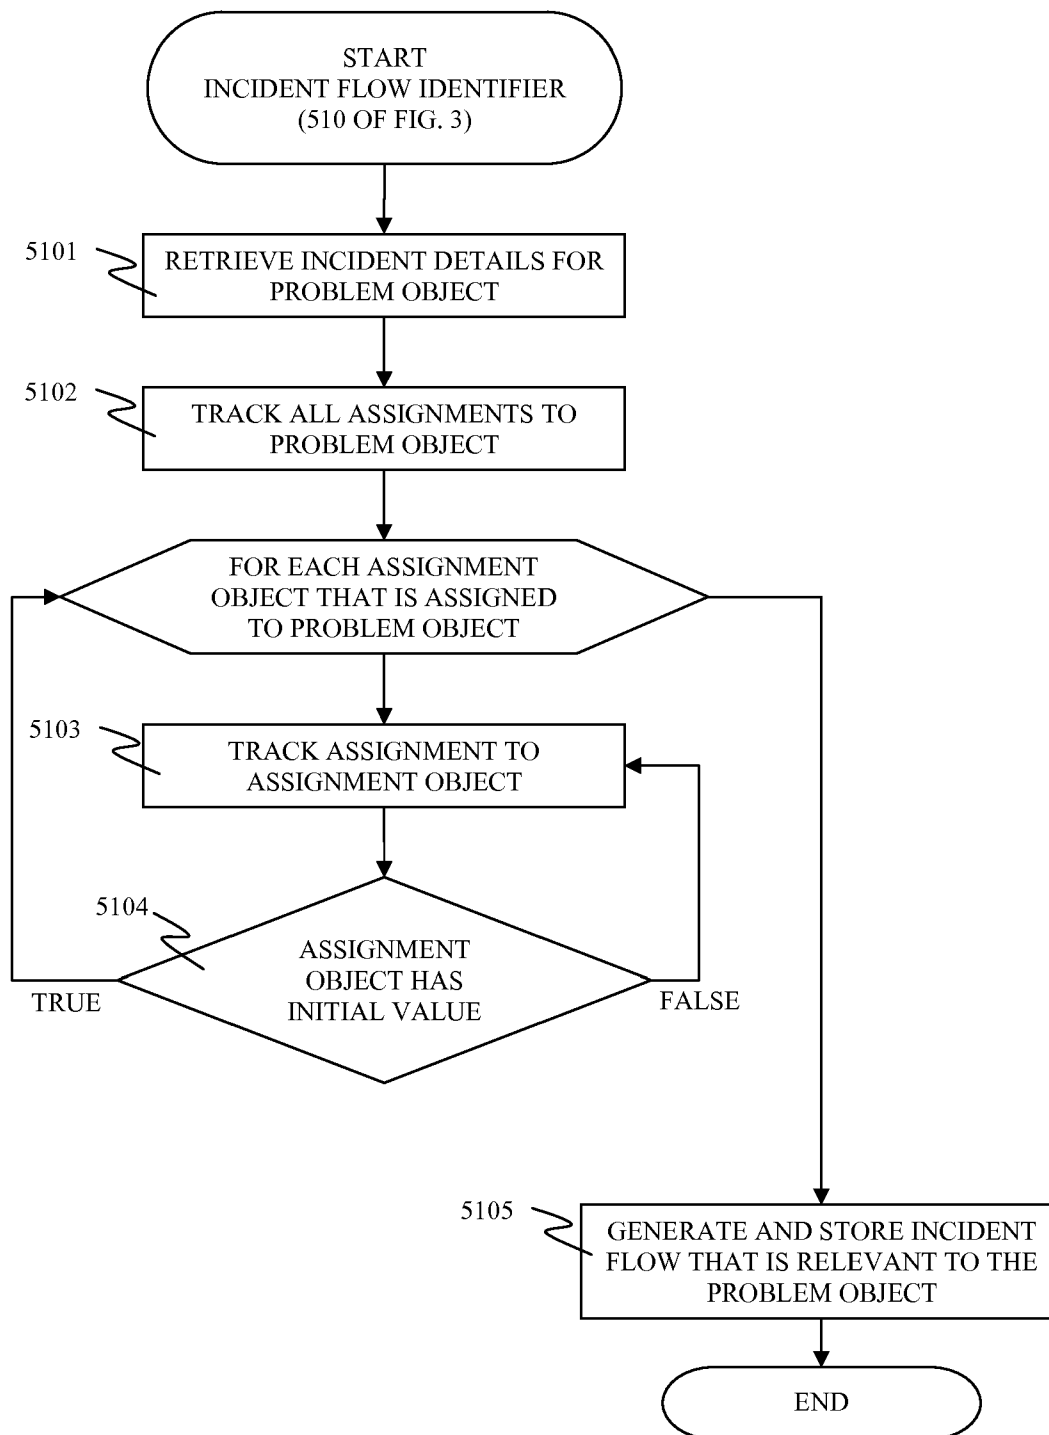 START
INCIDENT FLOW IDENTIFIER
(510 OF FIG. 3)
5101
RETRIEVE INCIDENT DETAILS FOR
PROBLEM OBJECT
5102
TRACK ALL ASSIGNMENTS TO
PROBLEM OBJECT
FOR EACH ASSIGNMENT
OBJECT THAT IS ASSIGNED
TO PROBLEM OBJECT
5103
TRACK ASSIGNMENT TO
ASSIGNMENT OBJECT
5104
ASSIGNMENT
OBJECT HAS
INITIAL VALUE
TRUE
FALSE
5105
GENERATE AND STORE INCIDENT
FLOW THAT IS RELEVANT TO THE
PROBLEM OBJECT
END